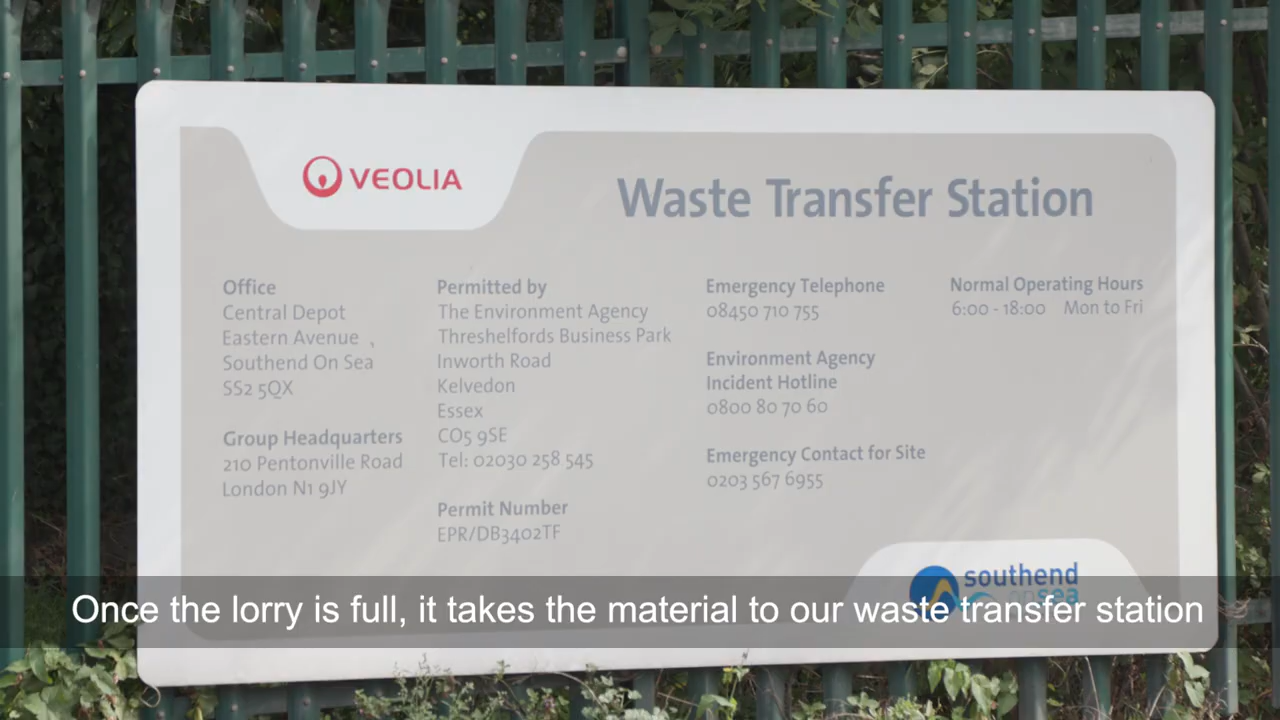 VEOLIA
Waste Transfer Station
Office
Central Depot
Eastern Avenue ,
Southend On Sea
SS2 5QX
Group Headquarters
210 Pentonville Road
London N1 9JY
Permitted by
The Environment Agency
Threshelfords Business Park
Inworth Road
Kelvedon
Essex
CO5 9SE
Tel: 02030 258 545
Permit Number
EPR/DB3402TF
Emergency Telephone
08450 710 755
Environment Agency
Incident Hotline
0800 80 70 60
Emergency Contact for Site
0203 567 6955
Normal Operating Hours
6:00 - 18:00 Mon to Fri
southend
on sea
Once the lorry is full, it takes the material to our waste transfer station